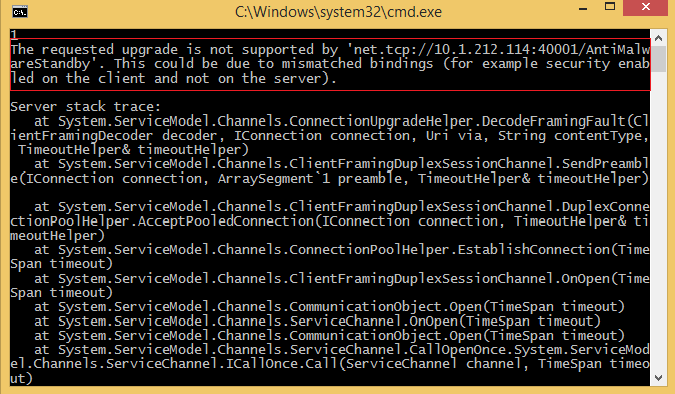 C:\Windows\system32\cmd.exe
1
The requested upgrade is not supported by 'net.tcp://10.1.212.114:40001/AntiMalw
areStandby'. This could be due to mismatched bindings (for example security enab
led on the client and not on the server).
Server stack trace:
at System.ServiceModel.Channels.ConnectionUpgradeHelper.DecodeFramingFault(Cl
ientFramingDecoder decoder, IConnection connection, Uri via, String contentType,
TimeoutHelper& timeoutHelper)
at System.ServiceModel.Channels.ClientFramingDuplexSessionChannel.SendPreambl
e(IConnection connection, ArraySegment`1 preamble, TimeoutHelper& timeoutHelper)
at System.ServiceModel.Channels.ClientFramingDuplexSessionChannel.DuplexConne
ctionPoolHelper.AcceptPooledConnection(IConnection connection, TimeoutHelper& ti
meoutHelper)
at System.ServiceModel.Channels.ConnectionPoolHelper.EstablishConnection(Time
Span timeout)
at System.ServiceModel.Channels.ClientFramingDuplexSessionChannel.OnOpen(Time
Span timeout)
at System.ServiceModel.Channels.CommunicationObject.Open(TimeSpan timeout)
at System.ServiceModel.Channels.ServiceChannel.OnOpen(TimeSpan timeout)
at System.ServiceModel.Channels.CommunicationObject.Open(TimeSpan timeout)
at System.ServiceModel.Channels.ServiceChannel.CallOpenOnce.System.ServiceMod
el.Channels.ServiceChannel.ICallOnce.Call(ServiceChannel channel, TimeSpan timeo
ut)